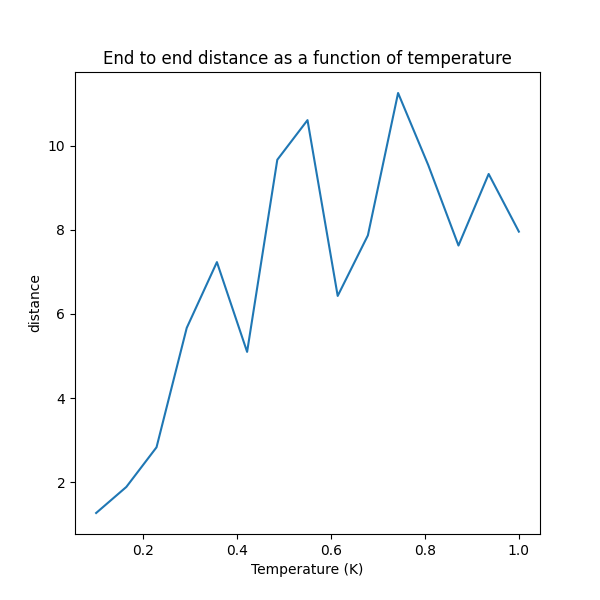 End to end distance as a function of temperature
10
8
6
4
2
distance
0.2 0.4 0.6 0.8 1.0
Temperature (K)